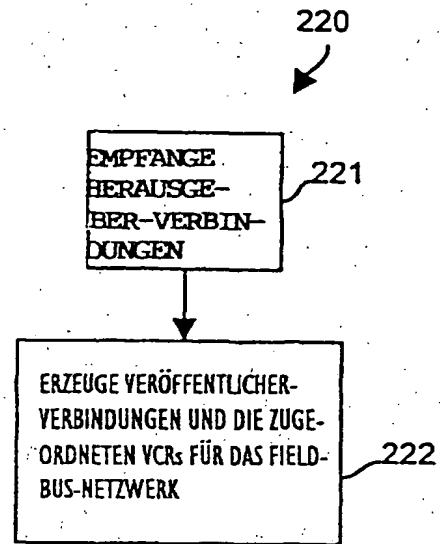 220
EMPFANGE
HERAUSGE-
BER-VERBIN-
DUNGEN
221
ERZEUGE VERÖFFENTLICHER-
VERBINDUNGEN UND DIE ZUGE-
ORDNETEN VCRs FÜR DAS FIELD-
BUS-NETZWERK
222